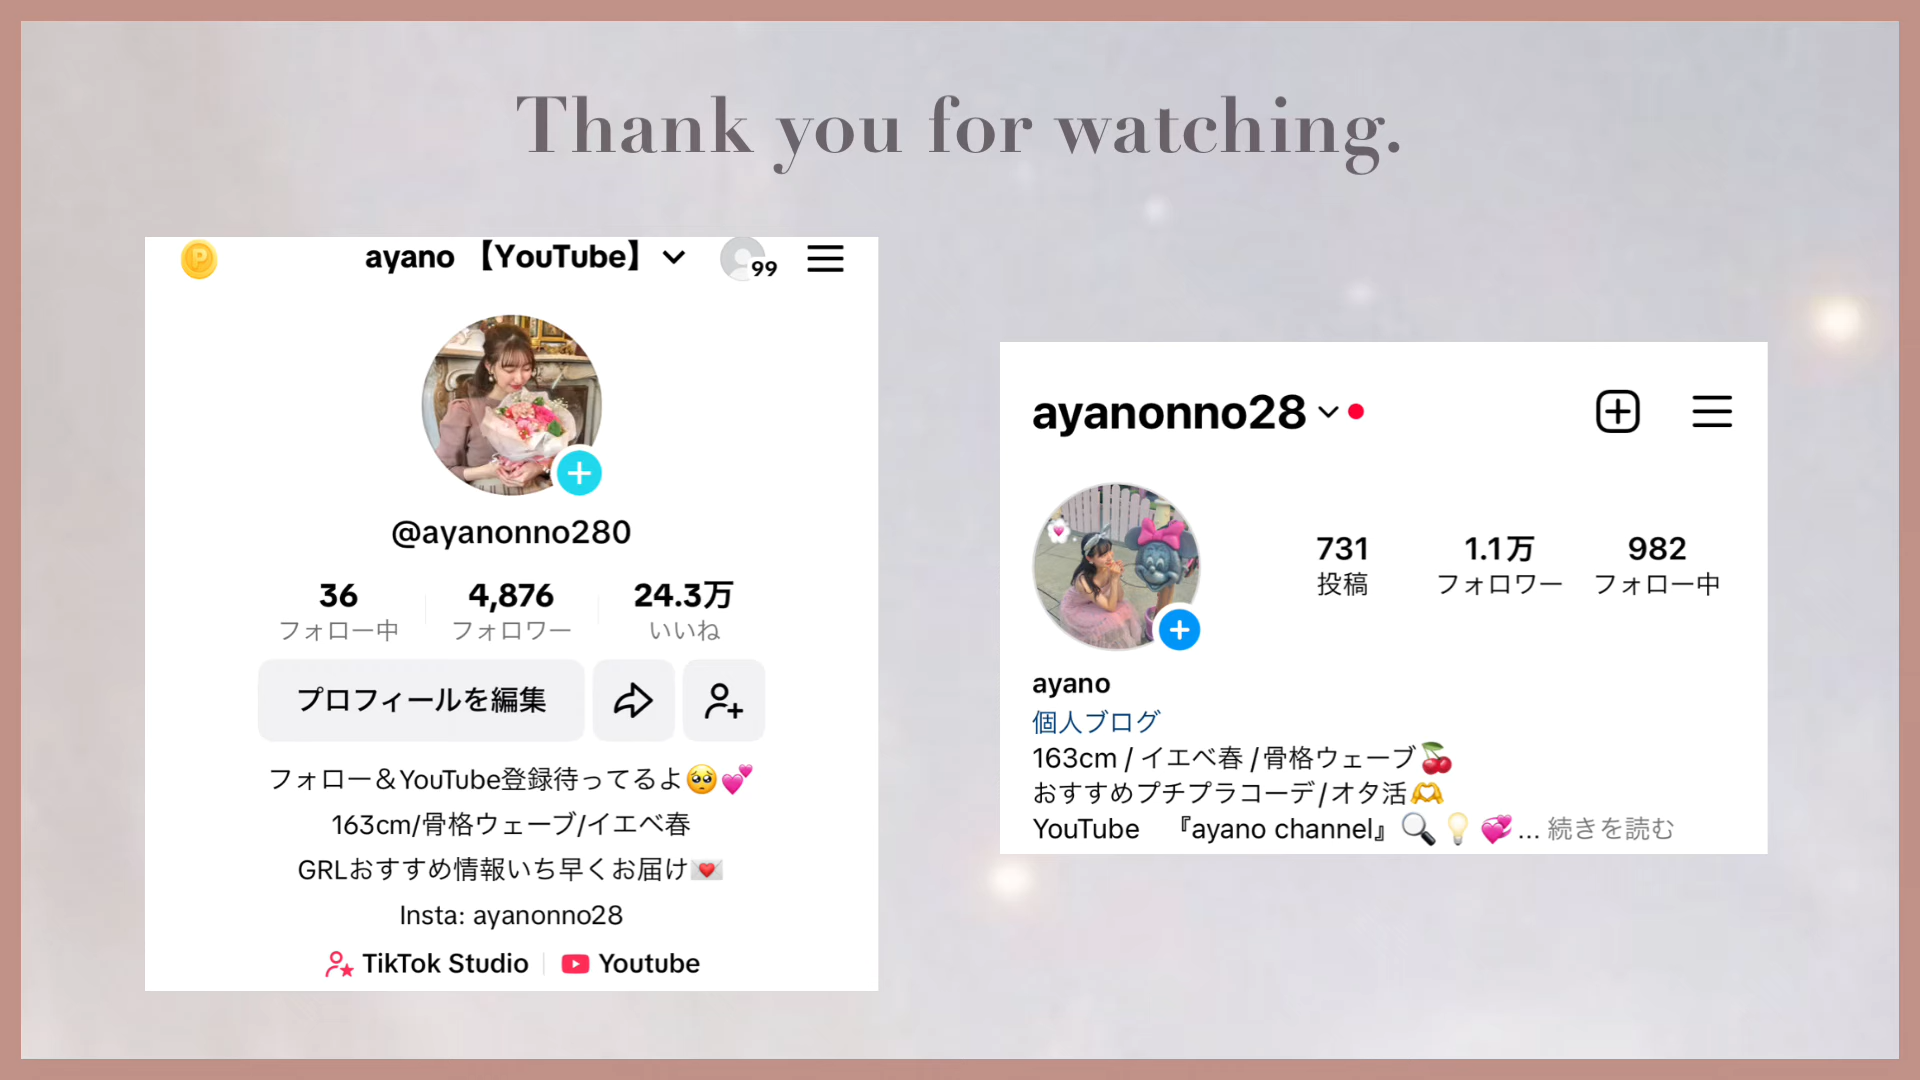 Thank you for watching.
P
ayano 【YouTube】
99
@ayanonno280
36 4,876 24.3万
フォロー中 フォロワー いいね
プロフィールを編集
フォロー＆YouTube登録待ってるよ🥺💕
163cm/骨格ウェーブ/イエベ春
GRLおすすめ情報いち早くお届け💌
Insta: ayanonno28
TikTok Studio Youtube
ayanonno28
731 1.1万 982
投稿 フォロワー フォロー中
ayano
個人ブログ
163cm / イエベ春 / 骨格ウェーブ🍒
おすすめプチプラコーデ/オタ活🫶
YouTube 『ayano channel』🔍💡💞... 続きを読む